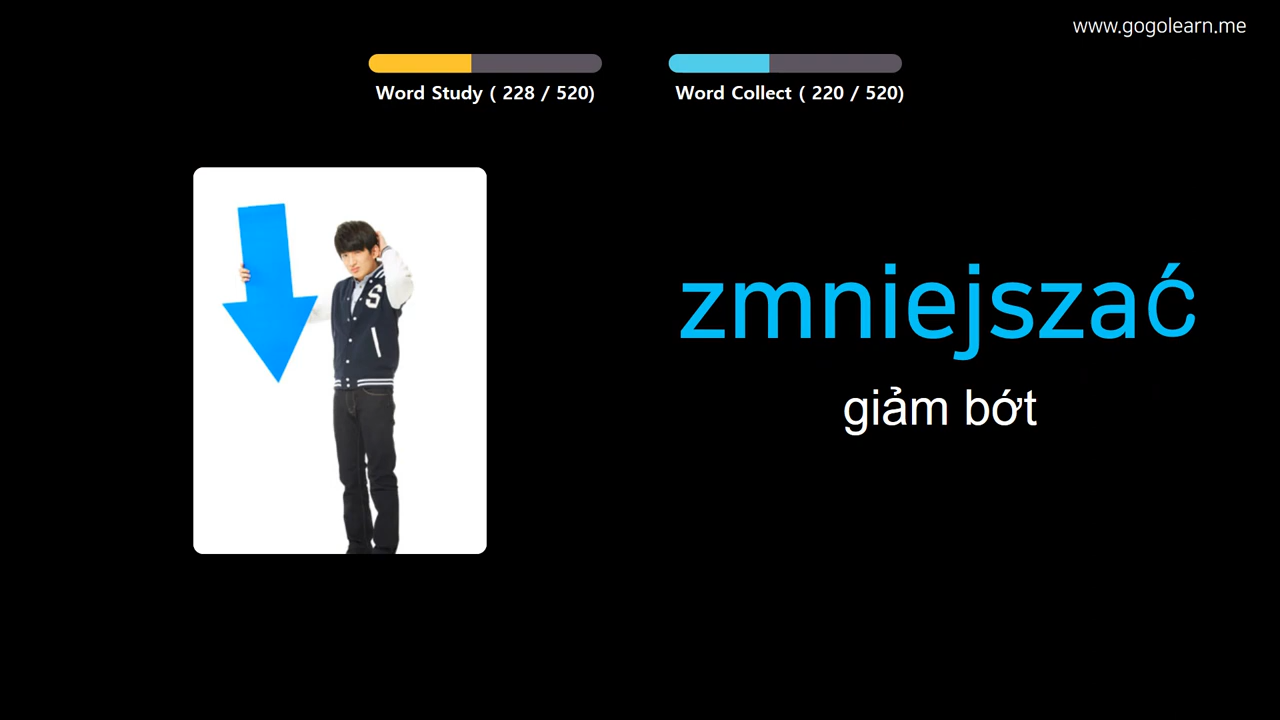 www.gogolearn.me
Word Study ( 228 / 520)
Word Collect ( 220 / 520)
S
zmniejszać
giảm bớt